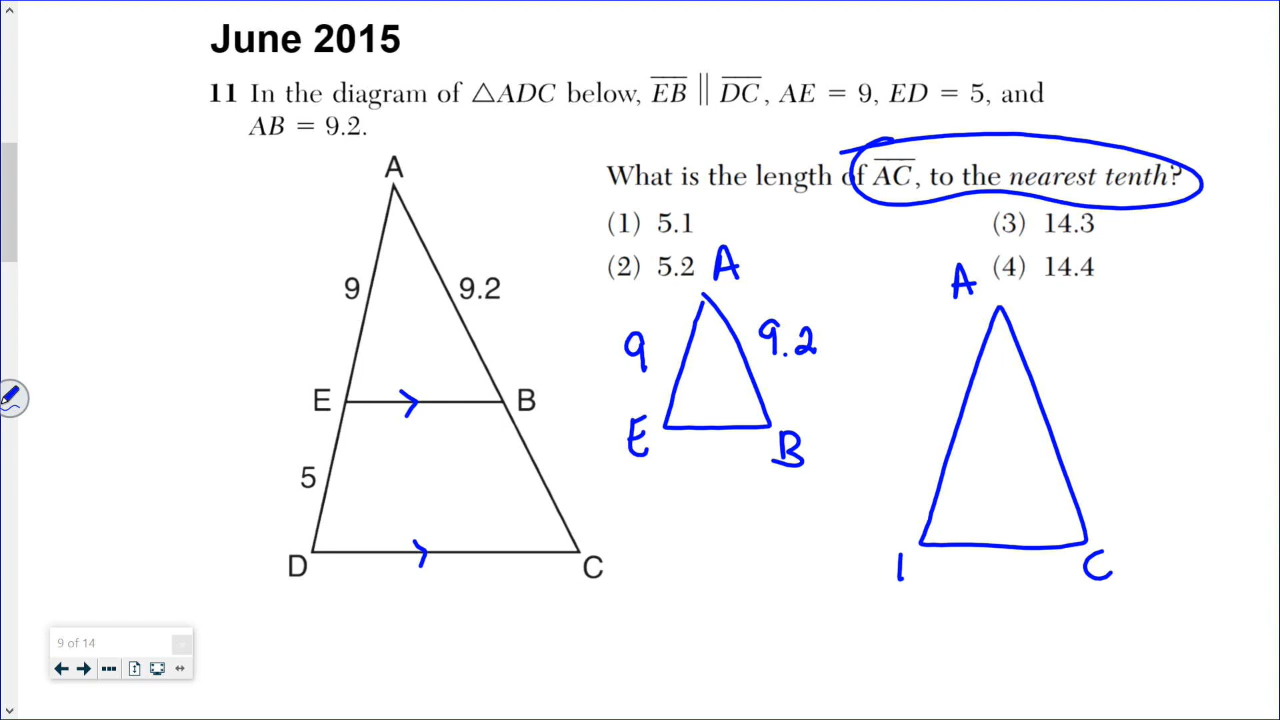 June 2015
11 In the diagram of △ADC below, EB || DC, AE = 9, ED = 5, and
AB = 9.2.
What is the length of AC, to the nearest tenth?
(1) 5.1
(3) 14.3
(2) 5.2
(4) 14.4
A
9
9.2
E
B
5
D
C
A
9
9.2
E
B
A
C
9 of 14